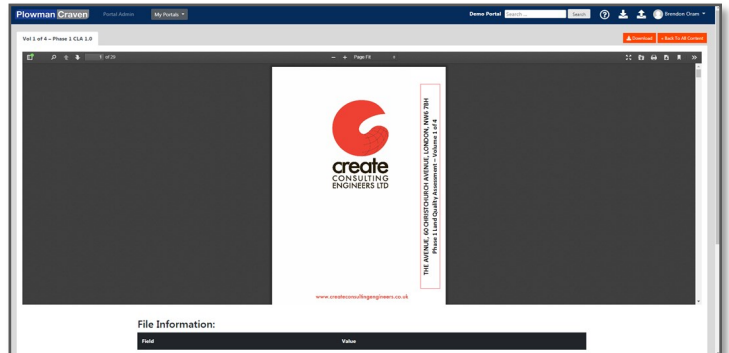 Plowman Craven Portal Admin My Portals Demo Portal Search ... Search Brendon Oram
Vol 1 of 4 – Phase 1 CLA 1.0 Download < Back To All Content
1 of 29 Page Fit
create
CONSULTING
ENGINEERS LTD
THE AVENUE, 60 CHRISTCHURCH AVENUE, LONDON, NW6 7BH
Phase 1 Land Quality Assessment – Volume 1 of 4
www.createconsultingengineers.co.uk
File Information:
Field Value